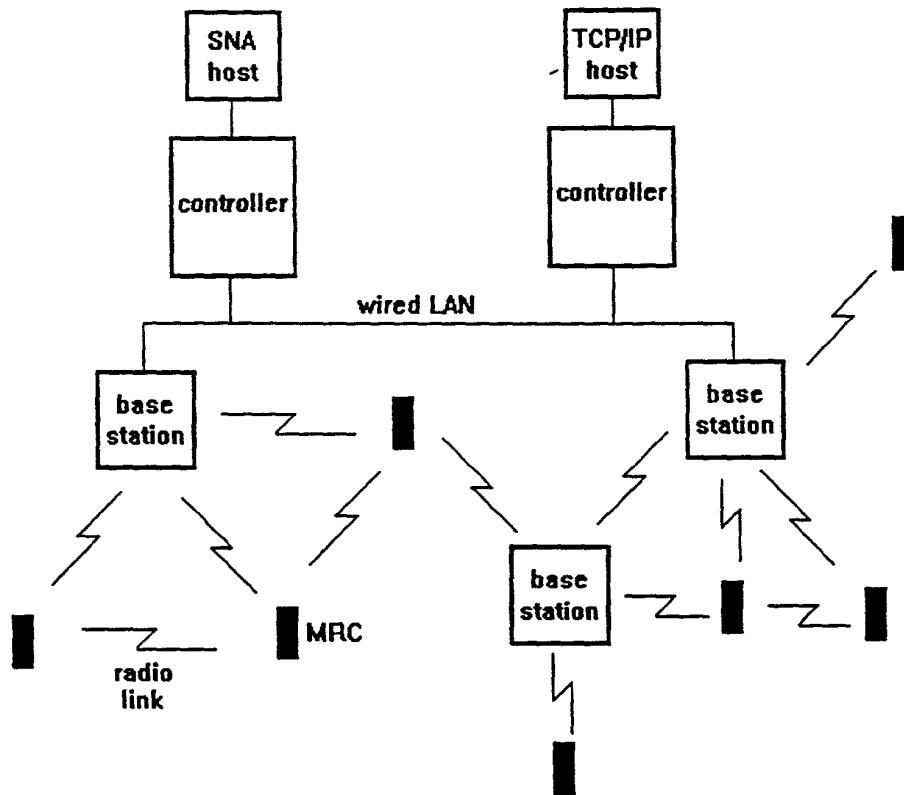 SNA
host
TCP/IP
host
controller
controller
wired LAN
base
station
base
station
base
station
MRC
radio
link